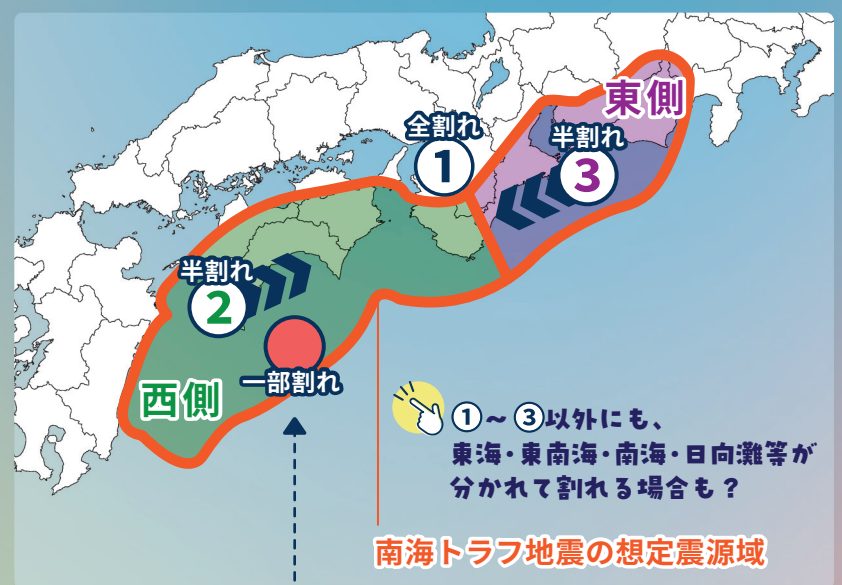 東側
全割れ
1
半割れ
3
半割れ
2
一部割れ
西側
①～③以外にも、
東海・東南海・南海・日向灘等が
分かれて割れる場合も？
南海トラフ地震の想定震源域